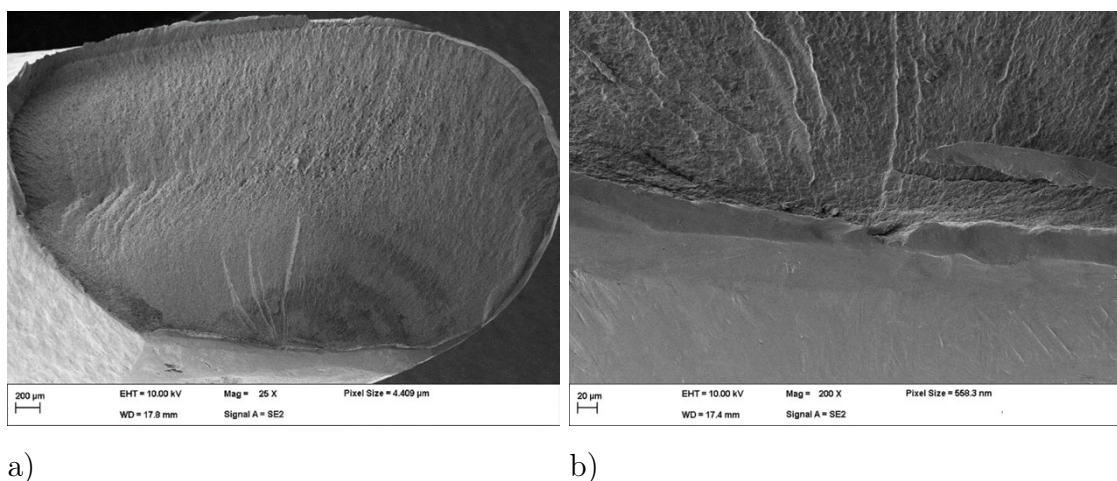 200 µm EHT = 10.00 kV Mag = 25 X Pixel Size = 4.409 µm
WD = 17.8 mm Signal A = SE2
20 µm EHT = 10.00 kV Mag = 200 X Pixel Size = 558.3 nm
WD = 17.4 mm Signal A = SE2
a)
b)